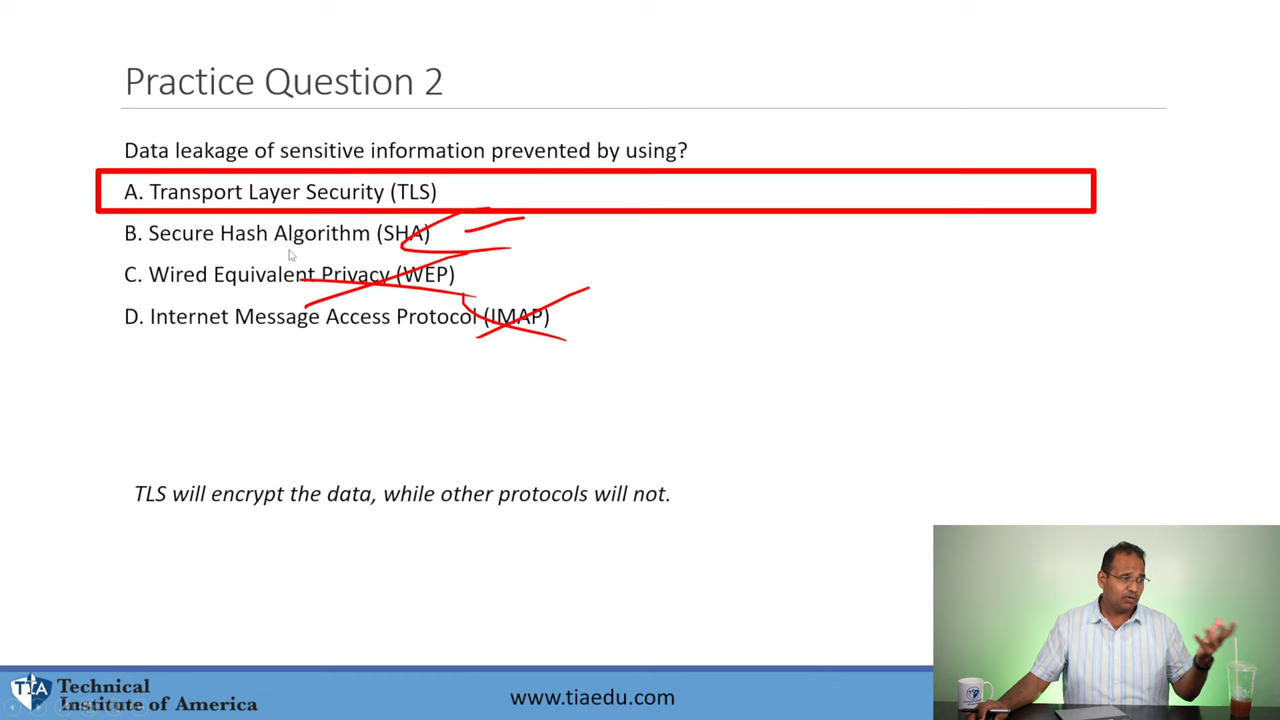 Practice Question 2
Data leakage of sensitive information prevented by using?
A. Transport Layer Security (TLS)
B. Secure Hash Algorithm (SHA)
C. Wired Equivalent Privacy (WEP)
D. Internet Message Access Protocol (IMAP)
TLS will encrypt the data, while other protocols will not.
TIA
Technical
Institute of America
www.tiaedu.com